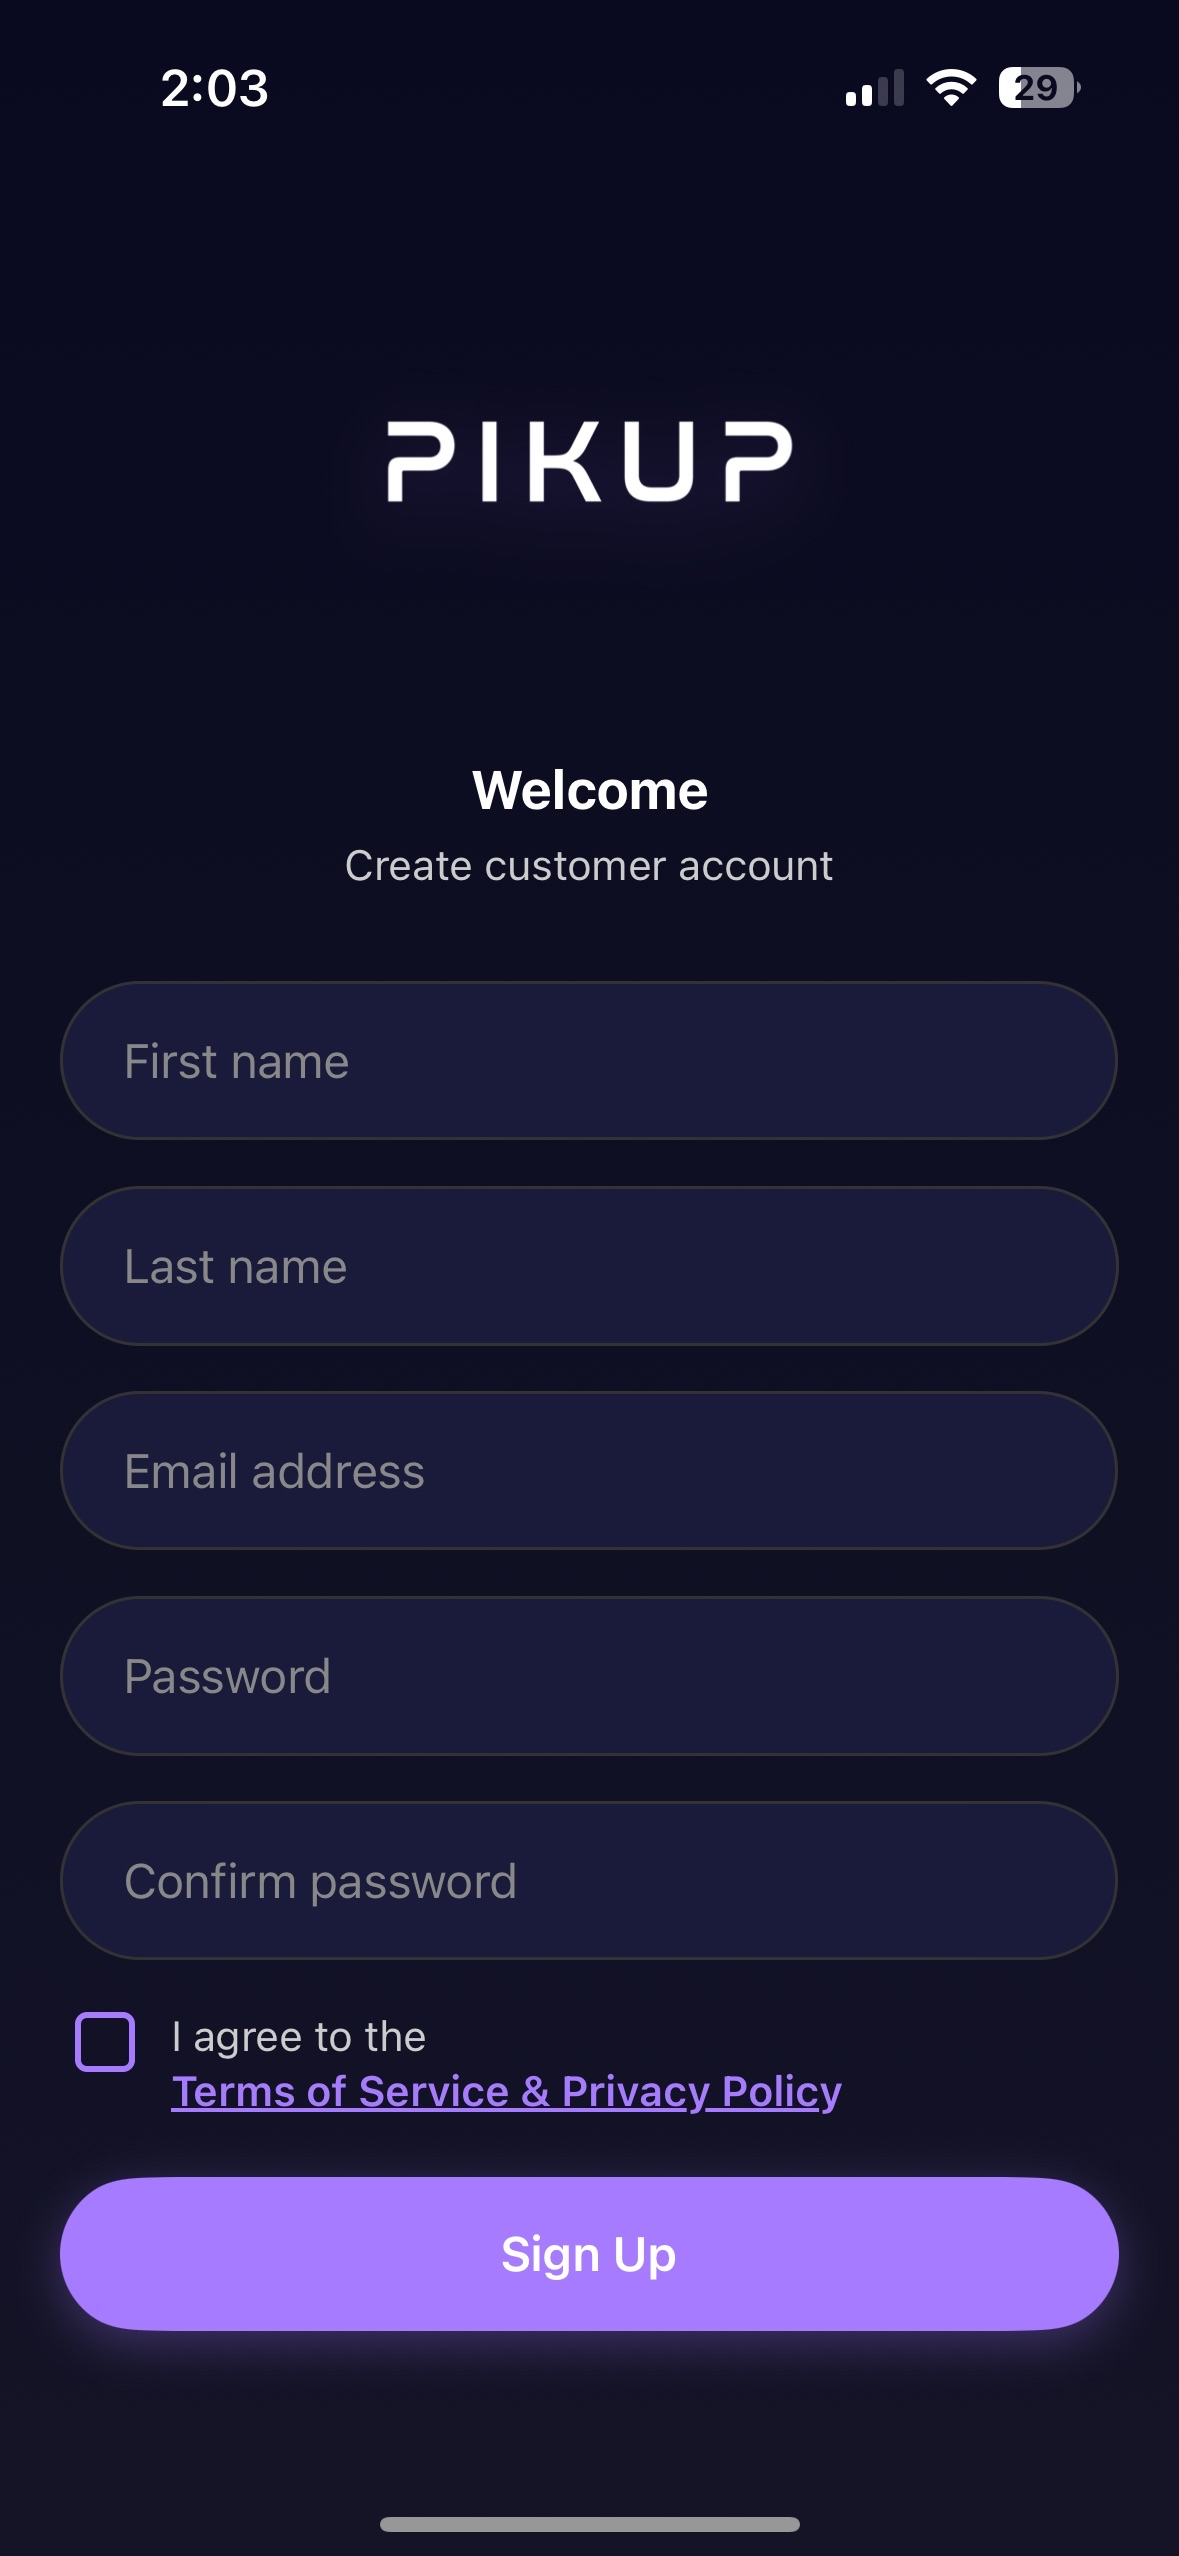 2:03
29
PIKUP
Welcome
Create customer account
First name
Last name
Email address
Password
Confirm password
I agree to the
Terms of Service & Privacy Policy
Sign Up